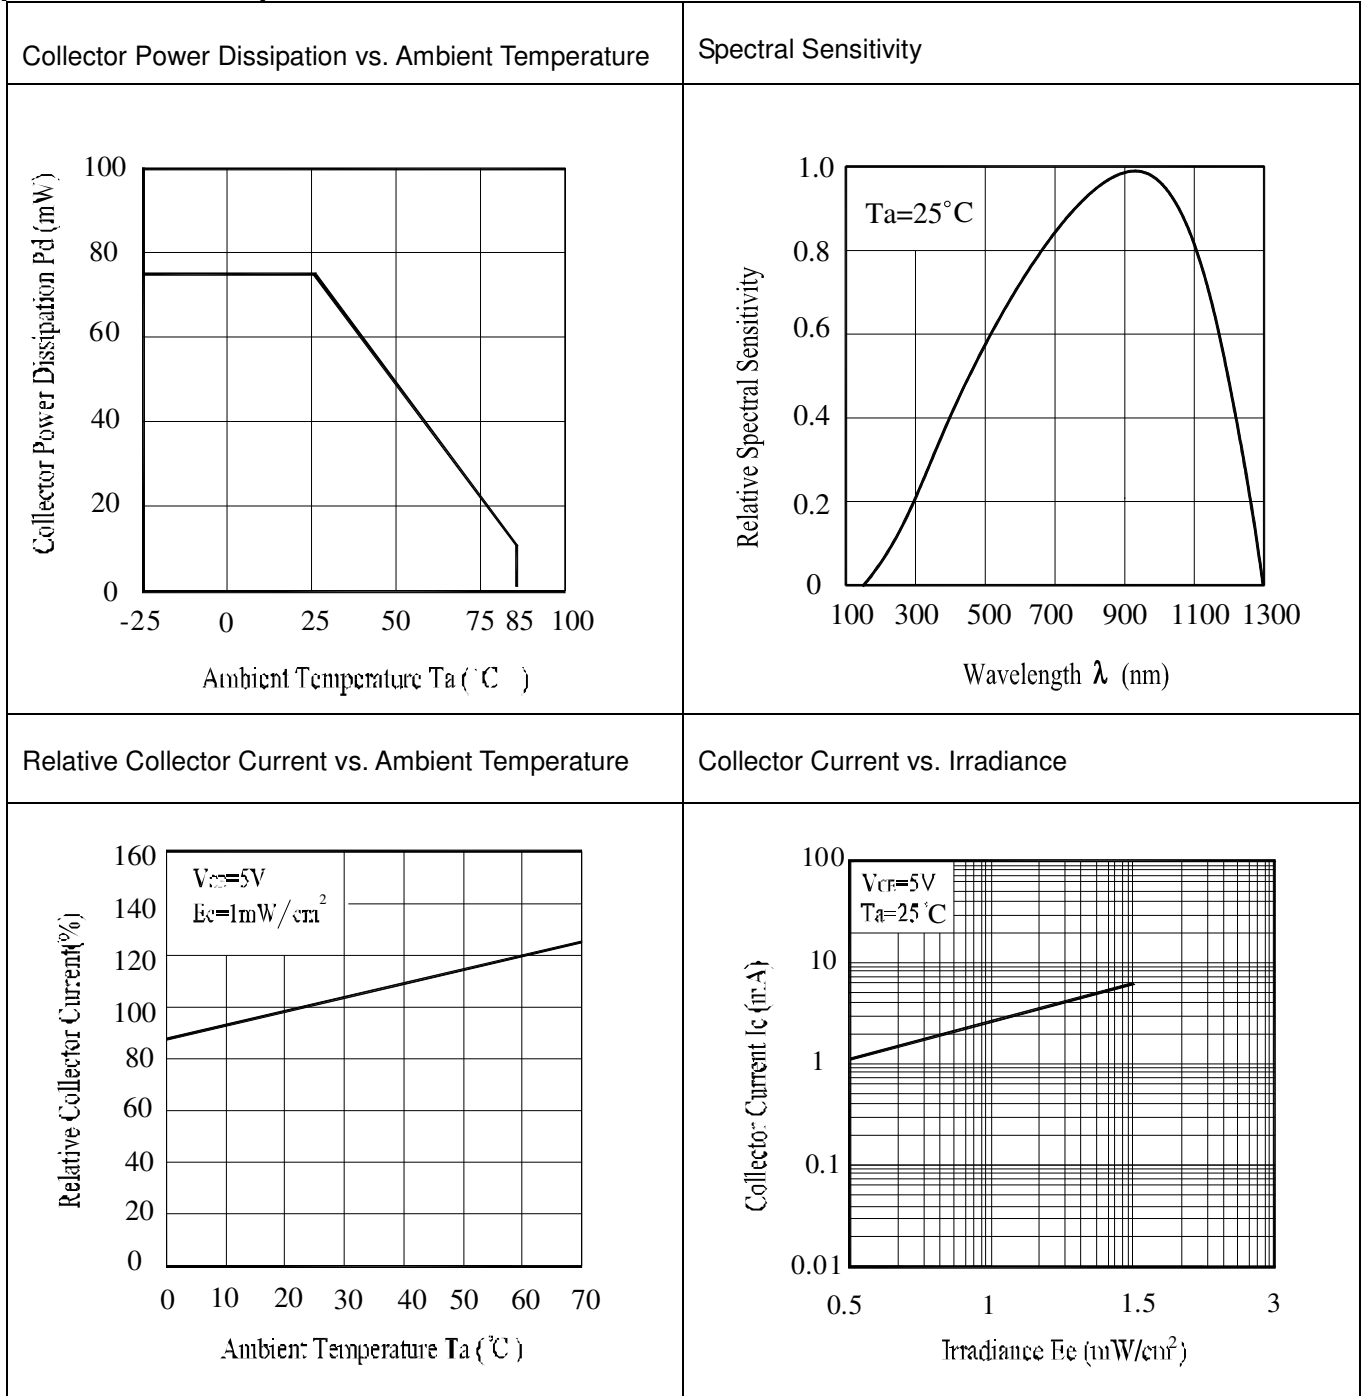 Collector Power Dissipation vs. Ambient Temperature
Spectral Sensitivity
Collector Power Dissipation Pd (mW)
100
80
60
40
20
0
-25 0 25 50 75 85 100
Ambient Temperature Ta (°C )
Relative Spectral Sensitivity
1.0
0.8
0.6
0.4
0.2
0
Ta=25°C
100 300 500 700 900 1100 1300
Wavelength λ (nm)
Relative Collector Current vs. Ambient Temperature
Collector Current vs. Irradiance
Relative Collector Current(%)
160
140
120
100
80
60
40
20
0
VCE=5V
Ee=1mW/cm²
0 10 20 30 40 50 60 70
Ambient Temperature Ta (°C )
Collector Current Ic (mA)
100
10
1
0.1
0.01
VCE=5V
Ta=25°C
0.5 1 1.5 3
Irradiance Ee (mW/cm²)